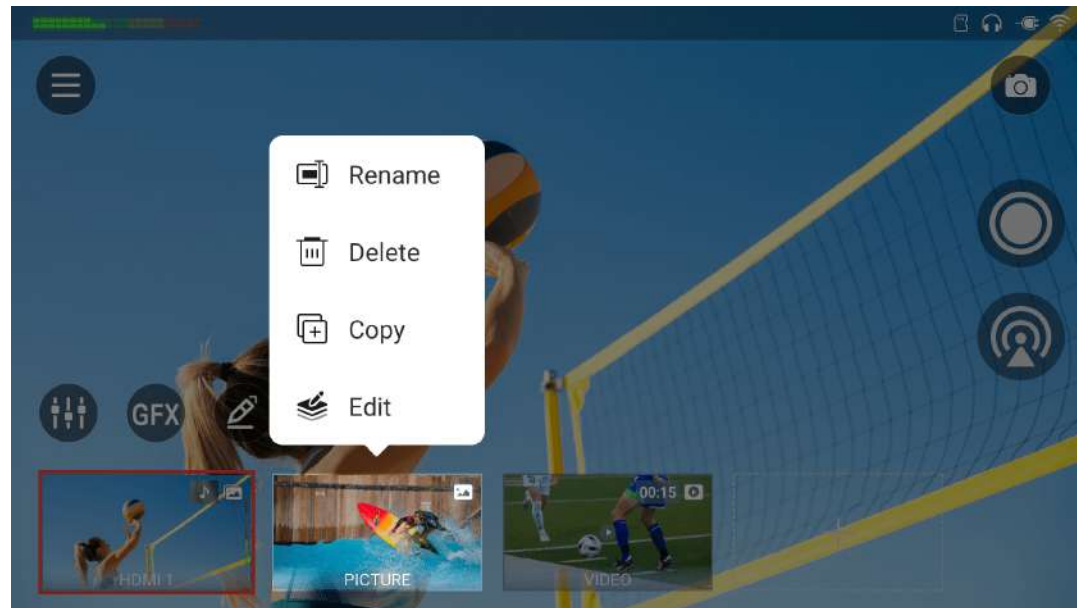 Rename
Delete
Copy
Edit
GFX
00:15
HDMI 1
PICTURE
VIDEO